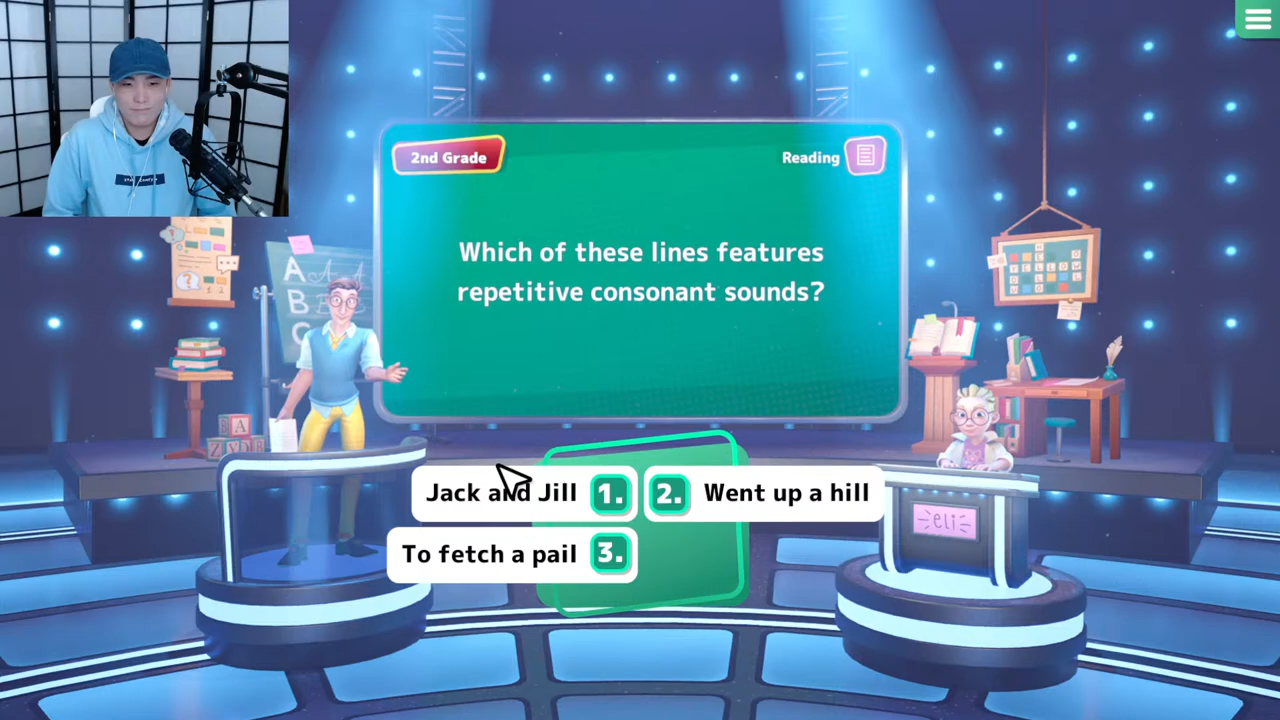 2nd Grade
Reading
Which of these lines features
repetitive consonant sounds?
A
B
C
B A
Z Y D B
eli
Jack and Jill 1.
2. Went up a hill
To fetch a pail 3.